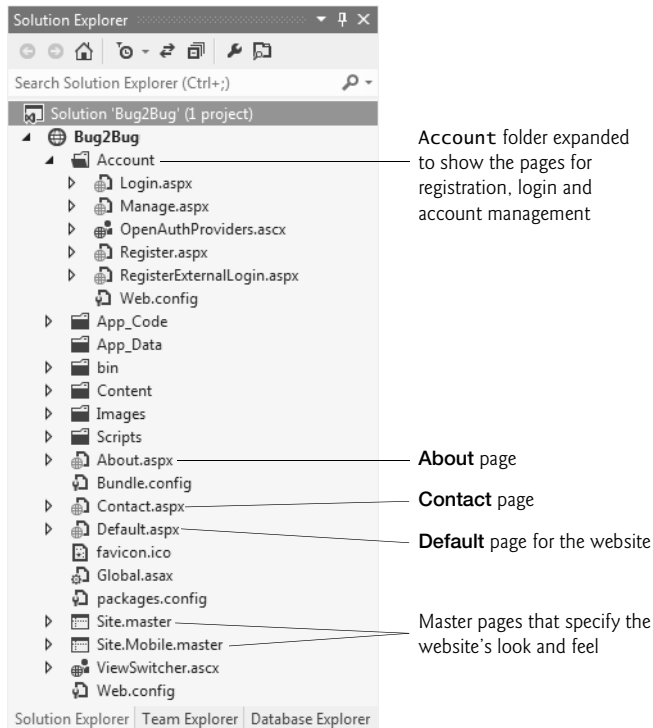 Solution Explorer
Search Solution Explorer (Ctrl+;)
Solution 'Bug2Bug' (1 project)
Bug2Bug
Account
Login.aspx
Manage.aspx
OpenAuthProviders.ascx
Register.aspx
RegisterExternalLogin.aspx
Web.config
App_Code
App_Data
bin
Content
Images
Scripts
About.aspx
Bundle.config
Contact.aspx
Default.aspx
favicon.ico
Global.asax
packages.config
Site.master
Site.Mobile.master
ViewSwitcher.ascx
Web.config
Solution Explorer Team Explorer Database Explorer
Account folder expanded
to show the pages for
registration, login and
account management
About page
Contact page
Default page for the website
Master pages that specify the
website's look and feel